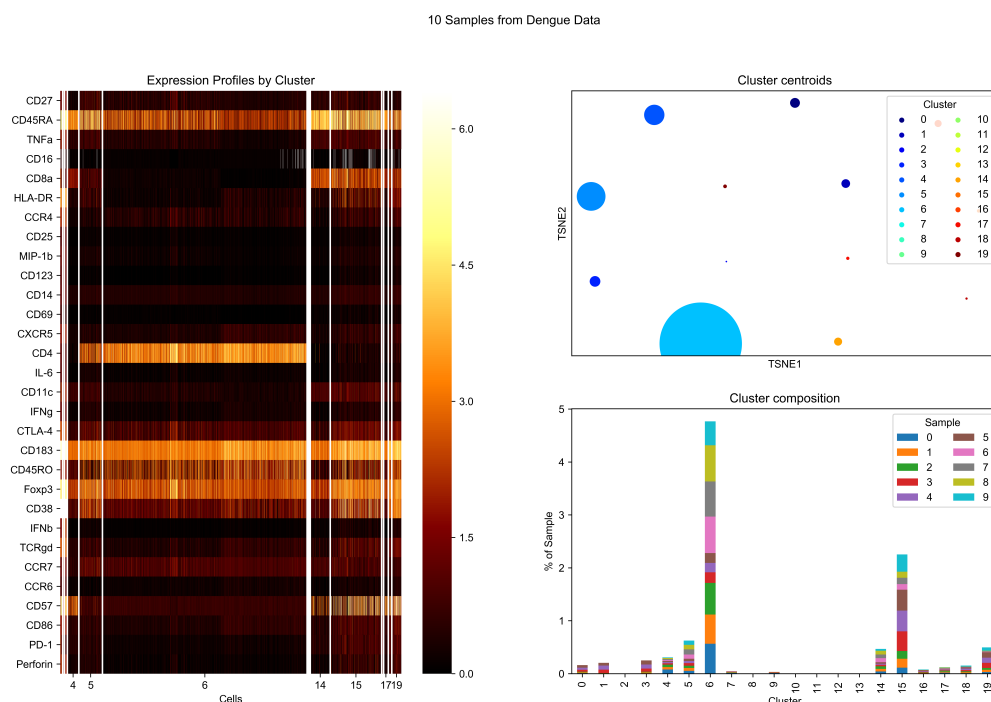 10 Samples from Dengue Data
Expression Profiles by Cluster
CD27
CD45RA
TNFa
CD16
CD8a
HLA-DR
CCR4
CD25
MIP-1b
CD123
CD14
CD69
CXCR5
CD4
IL-6
CD11c
IFNg
CTLA-4
CD183
CD45RO
Foxp3
CD38
IFNb
TCRgd
CCR7
CCR6
CD57
CD86
PD-1
Perforin
4 5 6 14 15 17 19
Cells
6.0
4.5
3.0
1.5
0.0
Cluster centroids
TSNE2
TSNE1
Cluster
0 10
1 11
2 12
3 13
4 14
5 15
6 16
7 17
8 18
9 19
Cluster composition
% of Sample
5
4
3
2
1
0
Sample
0 5
1 6
2 7
3 8
4 9
0 1 2 3 4 5 6 7 8 9 10 11 12 13 14 15 16 17 18 19
Cluster